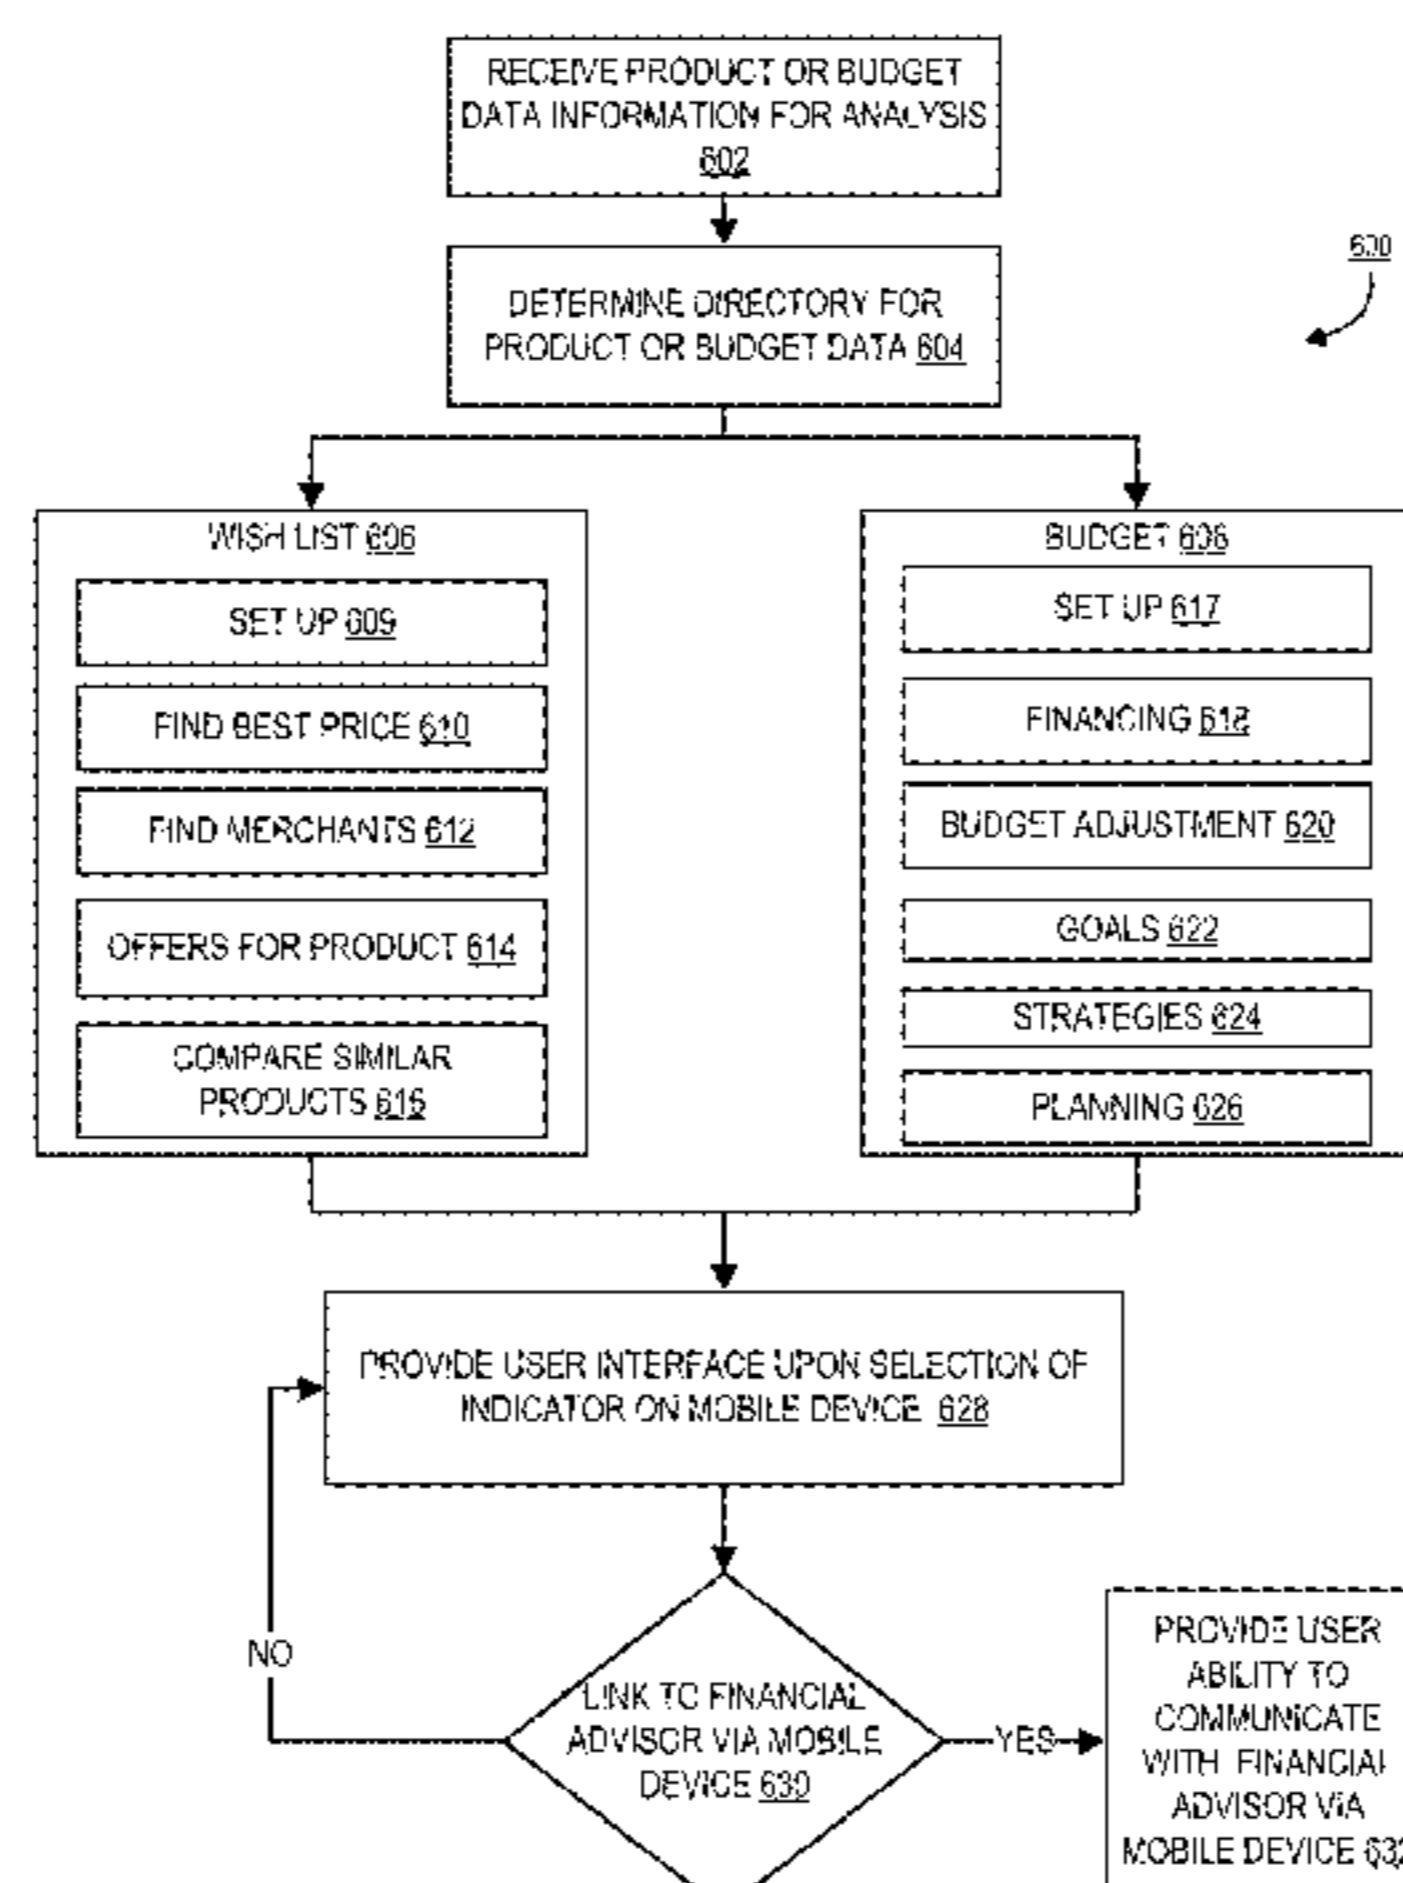 RECEIVE PRODUCT OR BUDGET
DATA INFORMATION FOR ANALYSIS
602
600
DETERMINE DIRECTORY FOR
PRODUCT OR BUDGET DATA 604
WISH LIST 606
SET UP 609
FIND BEST PRICE 610
FIND MERCHANTS 612
OFFERS FOR PRODUCT 614
COMPARE SIMILAR
PRODUCTS 616
BUDGET 608
SET UP 617
FINANCING 618
BUDGET ADJUSTMENT 620
GOALS 622
STRATEGIES 624
PLANNING 626
PROVIDE USER INTERFACE UPON SELECTION OF
INDICATOR ON MOBILE DEVICE 628
NO
LINK TO FINANCIAL
ADVISOR VIA MOBILE
DEVICE 630
YES
PROVIDE USER
ABILITY TO
COMMUNICATE
WITH FINANCIAL
ADVISOR VIA
MOBILE DEVICE 632